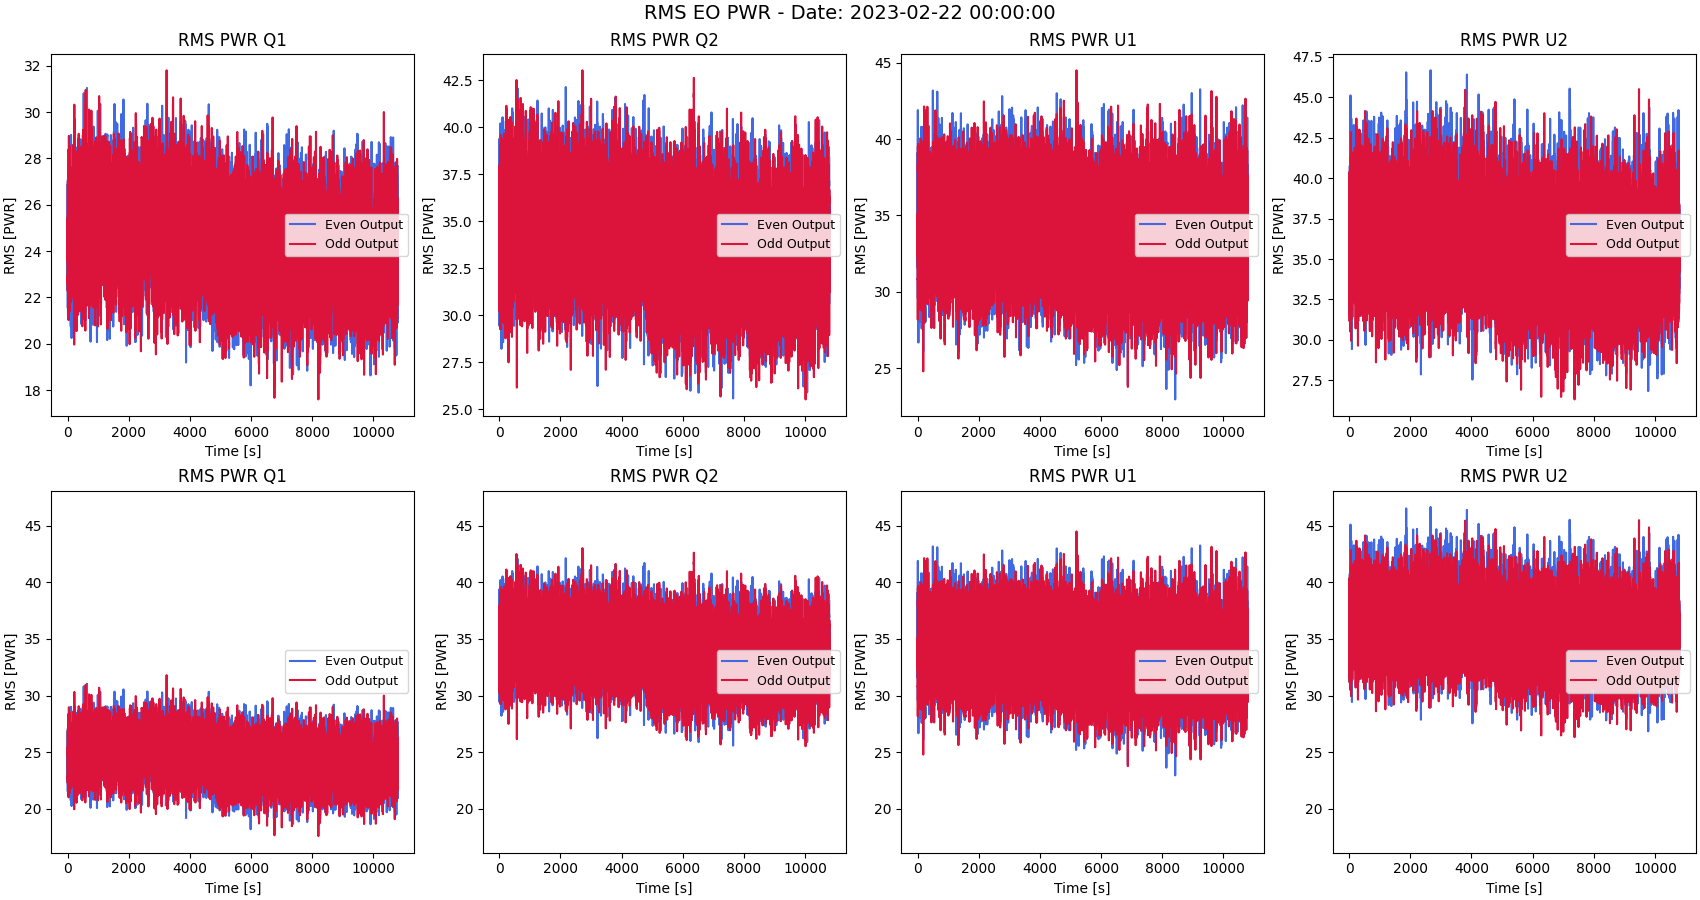 RMS EO PWR - Date: 2023-02-22 00:00:00
RMS PWR Q1
RMS PWR Q2
RMS PWR U1
RMS PWR U2
RMS [PWR]
32
30
28
26
24
22
20
18
Even Output
Odd Output
0 2000 4000 6000 8000 10000
Time [s]
RMS [PWR]
42.5
40.0
37.5
35.0
32.5
30.0
27.5
25.0
Even Output
Odd Output
0 2000 4000 6000 8000 10000
Time [s]
RMS [PWR]
45
40
35
30
25
Even Output
Odd Output
0 2000 4000 6000 8000 10000
Time [s]
RMS [PWR]
47.5
45.0
42.5
40.0
37.5
35.0
32.5
30.0
27.5
Even Output
Odd Output
0 2000 4000 6000 8000 10000
Time [s]
RMS PWR Q1
RMS PWR Q2
RMS PWR U1
RMS PWR U2
RMS [PWR]
45
40
35
30
25
20
Even Output
Odd Output
0 2000 4000 6000 8000 10000
Time [s]
RMS [PWR]
45
40
35
30
25
20
Even Output
Odd Output
0 2000 4000 6000 8000 10000
Time [s]
RMS [PWR]
45
40
35
30
25
20
Even Output
Odd Output
0 2000 4000 6000 8000 10000
Time [s]
RMS [PWR]
45
40
35
30
25
20
Even Output
Odd Output
0 2000 4000 6000 8000 10000
Time [s]